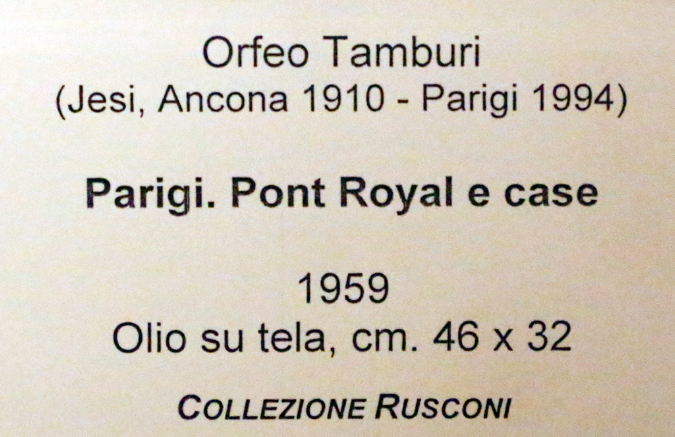 Orfeo Tamburi
(Jesi, Ancona 1910 - Parigi 1994)
Parigi. Pont Royal e case
1959
Olio su tela, cm. 46 x 32
COLLEZIONE RUSCONI